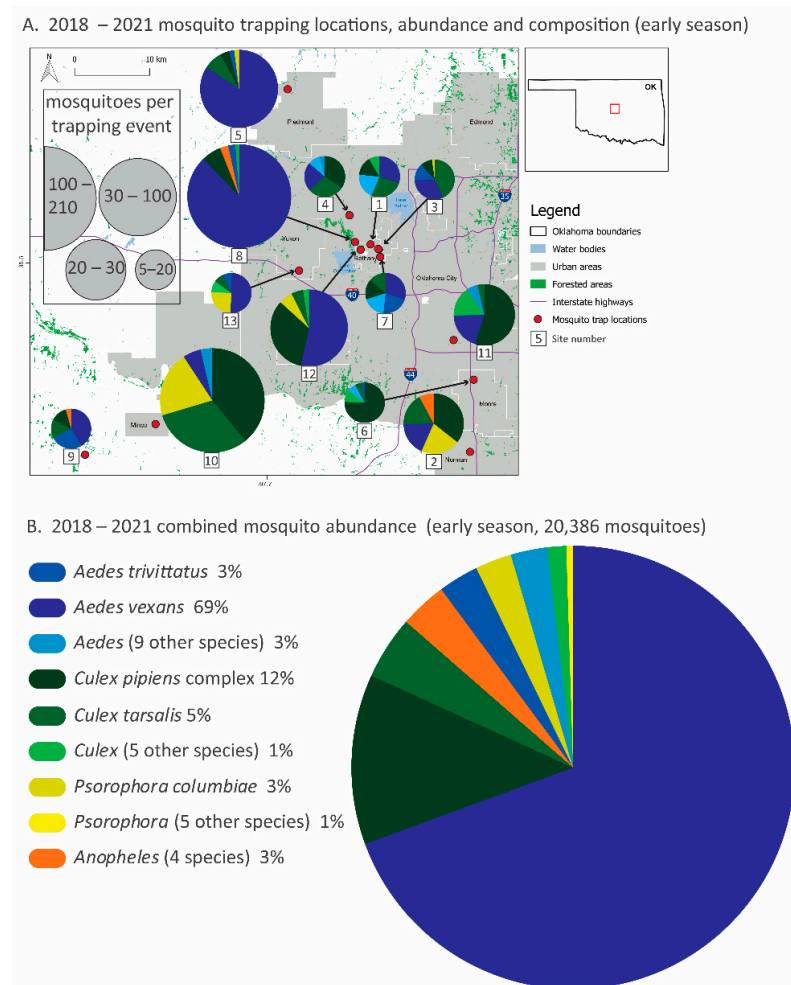 A. 2018 – 2021 mosquito trapping locations, abundance and composition (early season)
N
0 10 km
mosquitoes per
trapping event
100 –
210
30 – 100
20 – 30
5–20
OK
Piedmont
Edmond
5
4
1
3
35
Yukon
Bethany
8
Oklahoma City
40
13
7
12
11
44
Minco
10
6
Moore
9
2
Norman
Legend
Oklahoma boundaries
Water bodies
Urban areas
Forested areas
Interstate highways
Mosquito trap locations
5 Site number
B. 2018 – 2021 combined mosquito abundance (early season, 20,386 mosquitoes)
Aedes trivittatus 3%
Aedes vexans 69%
Aedes (9 other species) 3%
Culex pipiens complex 12%
Culex tarsalis 5%
Culex (5 other species) 1%
Psorophora columbiae 3%
Psorophora (5 other species) 1%
Anopheles (4 species) 3%